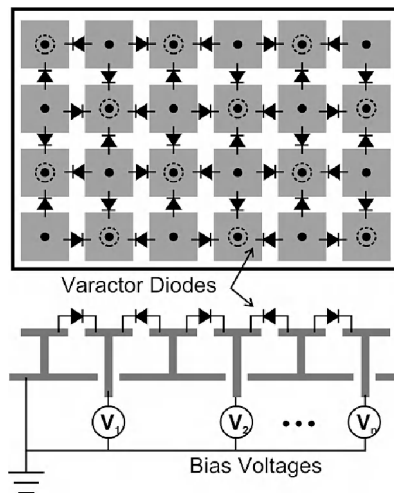 Varactor Diodes
V1 V2 ••• Vn
Bias Voltages